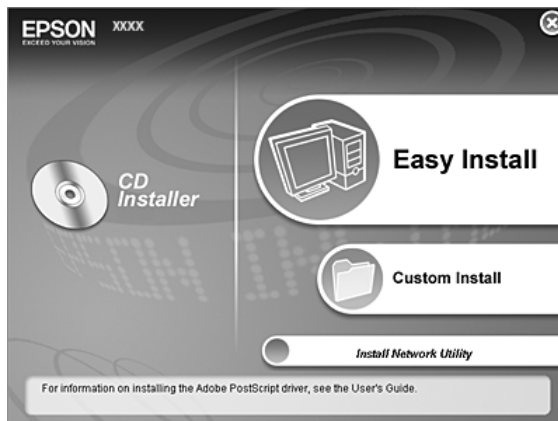 EPSON XXXX
EXCEED YOUR VISION
Easy Install
CD
Installer
Custom Install
Install Network Utility
For information on installing the Adobe PostScript driver, see the User's Guide.